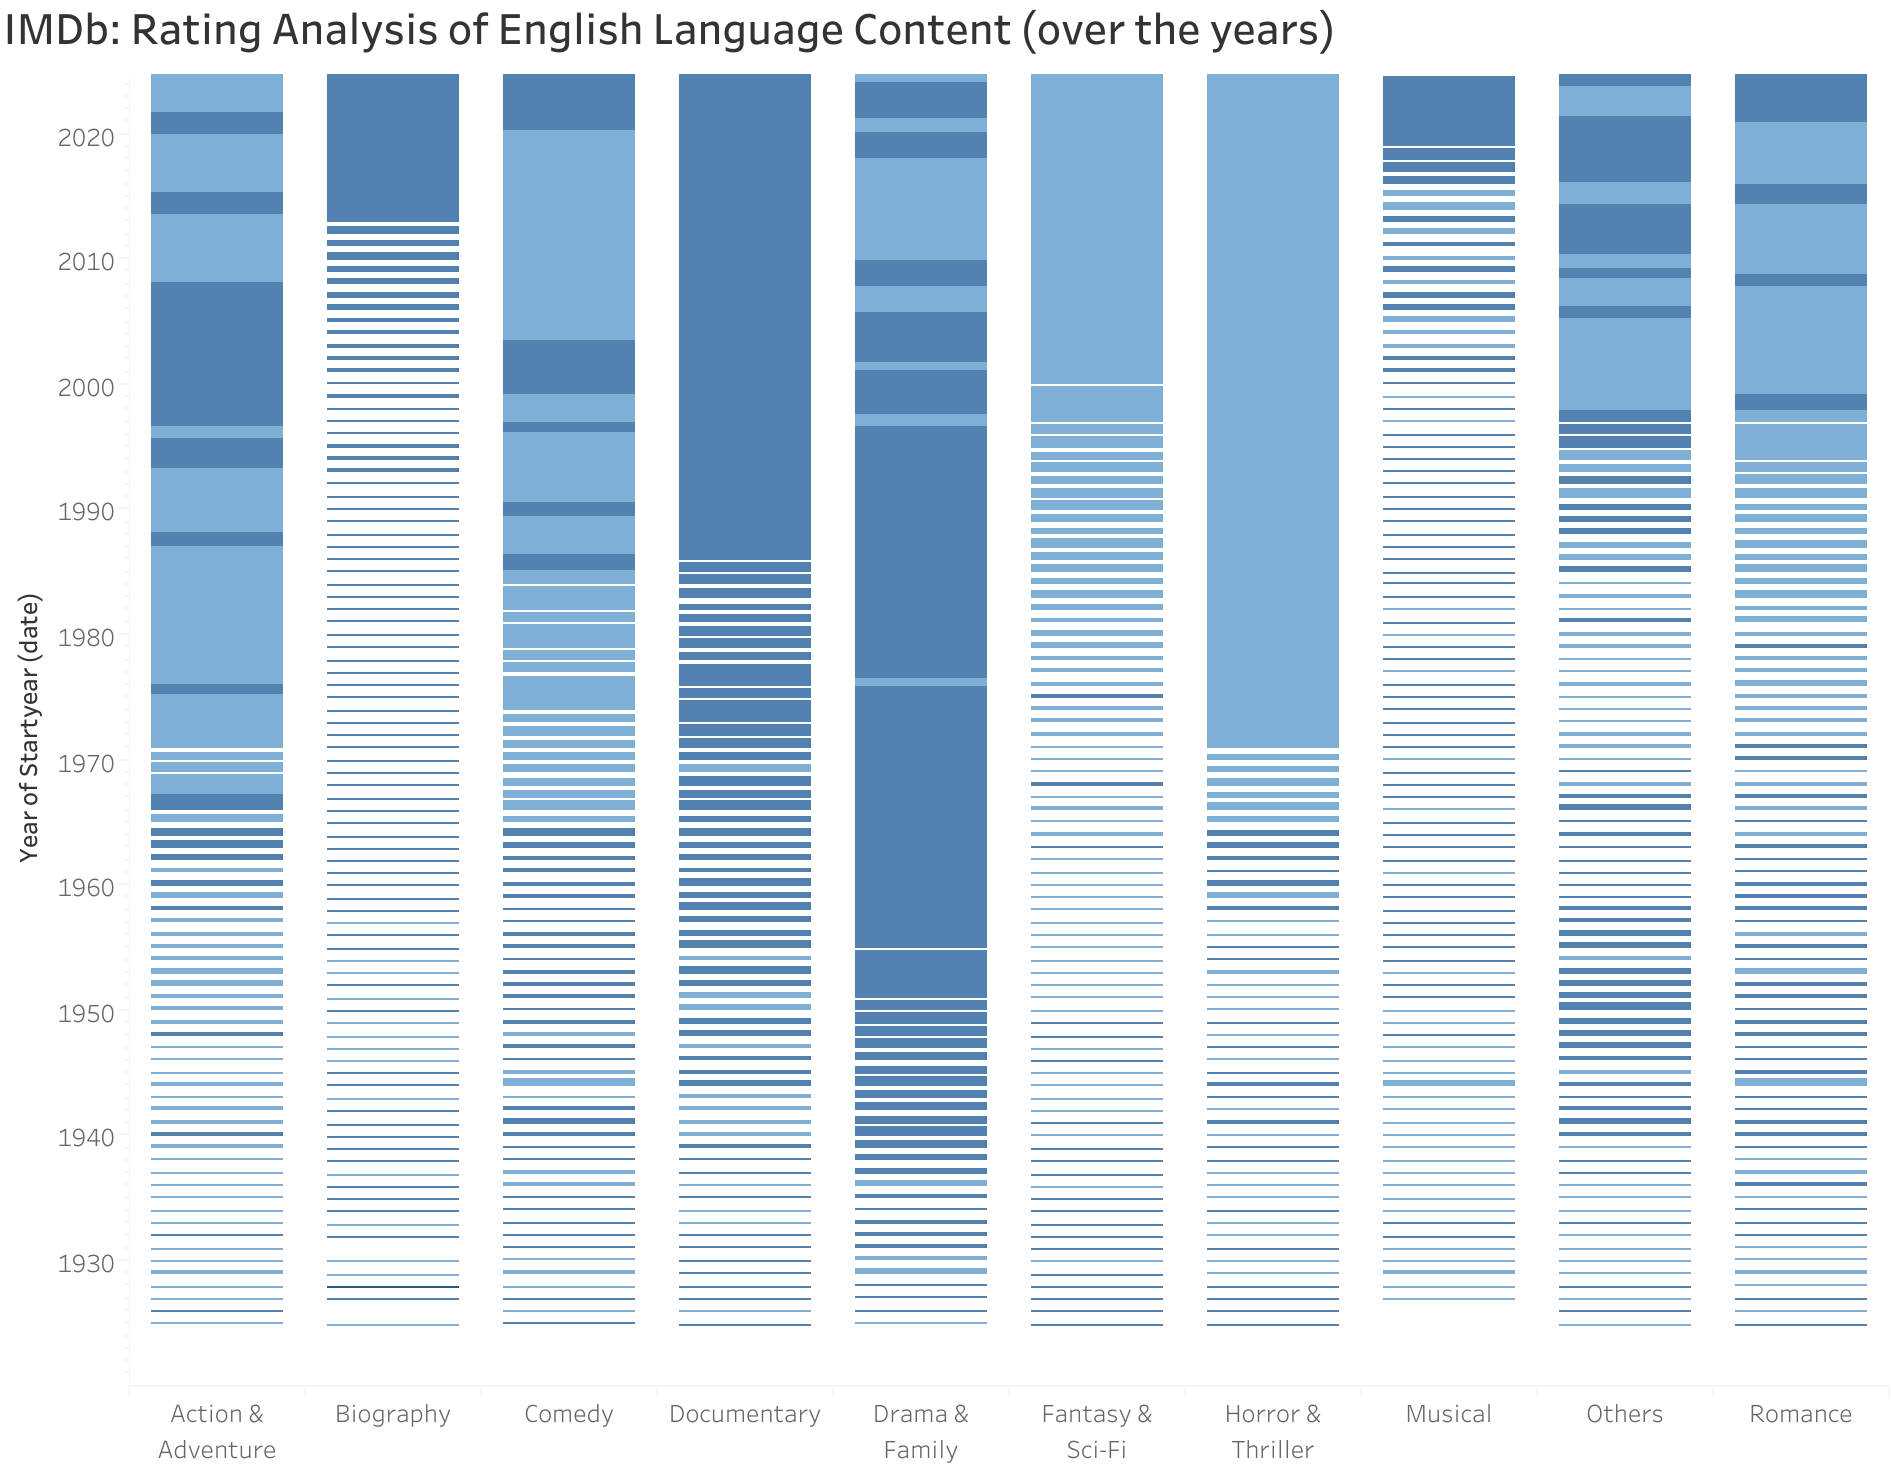 IMDb: Rating Analysis of English Language Content (over the years)
Year of Startyear (date)
2020
2010
2000
1990
1980
1970
1960
1950
1940
1930
Action &
Adventure
Biography
Comedy
Documentary
Drama &
Family
Fantasy &
Sci-Fi
Horror &
Thriller
Musical
Others
Romance